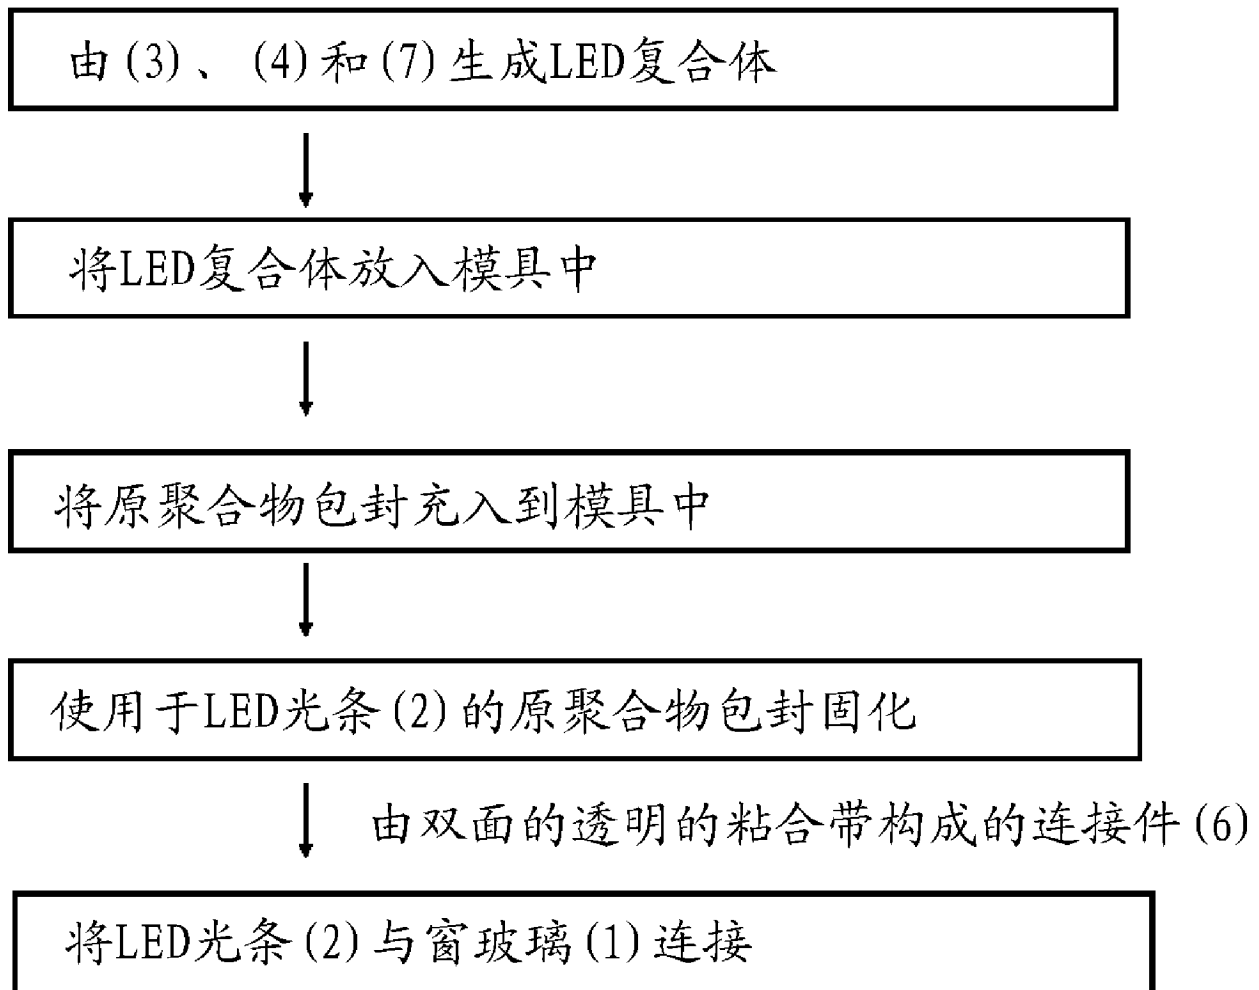 由(3)、(4)和(7)生成LED复合体
将LED复合体放入模具中
将原聚合物包封充入到模具中
使用于LED光条(2)的原聚合物包封固化
由双面的透明的粘合带构成的连接件(6)
将LED光条(2)与窗玻璃(1)连接